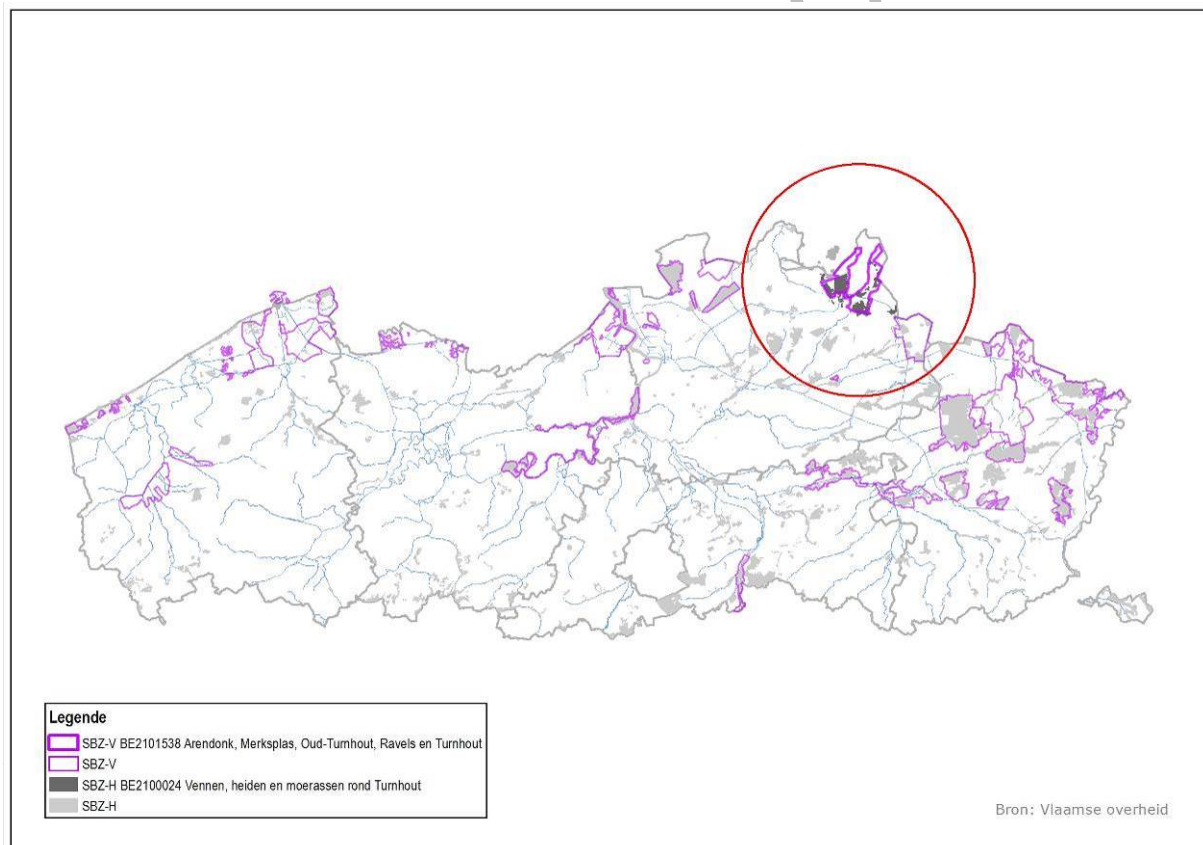 Legende
SBZ-V BE2101538 Arendonk, Merksplas, Oud-Turnhout, Ravels en Turnhout
SBZ-V
SBZ-H BE2100024 Vennen, heiden en moerassen rond Turnhout
SBZ-H
Bron: Vlaamse overheid